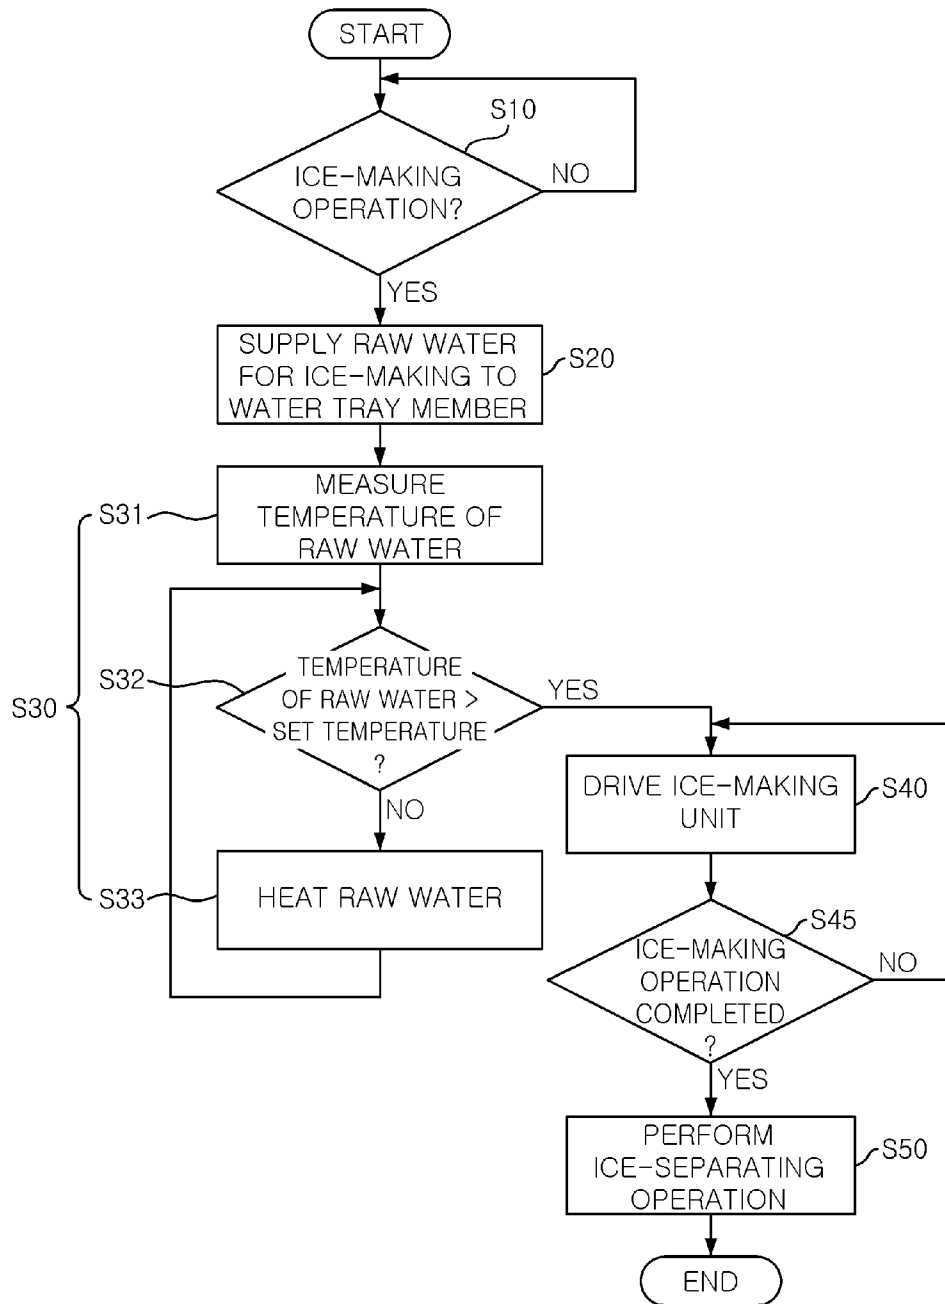 START
S10
ICE-MAKING
OPERATION?
NO
YES
SUPPLY RAW WATER
FOR ICE-MAKING TO
WATER TRAY MEMBER
S20
S31
MEASURE
TEMPERATURE OF
RAW WATER
S30
S32
TEMPERATURE
OF RAW WATER >
SET TEMPERATURE
?
YES
NO
S33
HEAT RAW WATER
DRIVE ICE-MAKING
UNIT
S40
S45
ICE-MAKING
OPERATION
COMPLETED
?
NO
YES
PERFORM
ICE-SEPARATING
OPERATION
S50
END